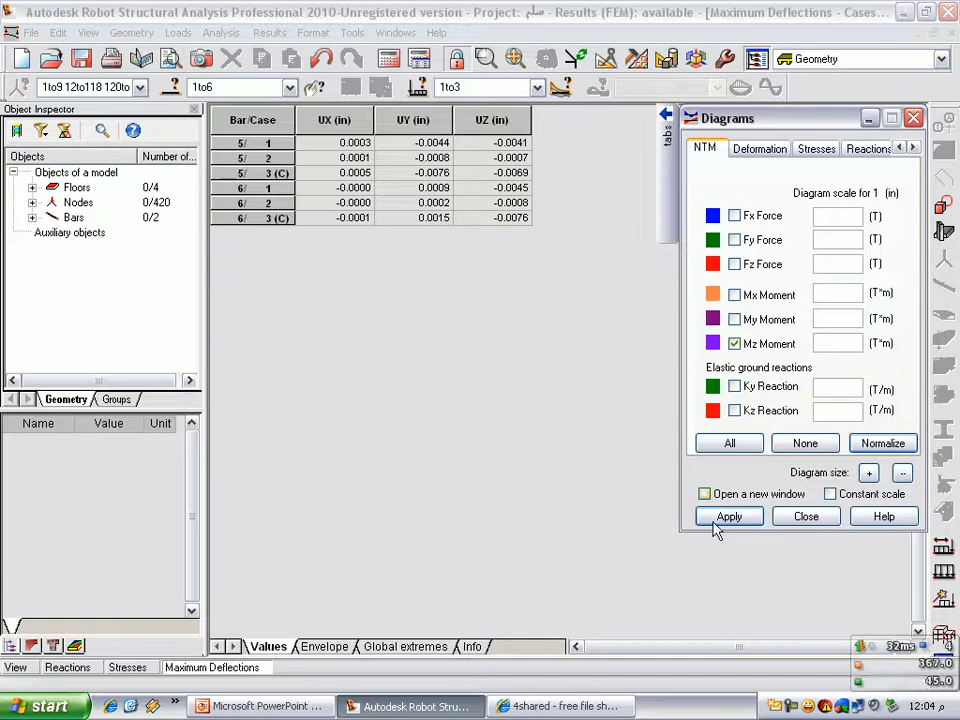 Autodesk Robot Structural Analysis Professional 2010-Unregistered version - Project: سلم - Results (FEM): available - [Maximum Deflections - Cases...
File Edit View Geometry Loads Analysis Results Format Tools Windows Help
Geometry
1to9 12to118 120to 1to6 1to3
Object Inspector
Objects Number of...
Objects of a model
Floors 0/4
Nodes 0/420
Bars 0/2
Auxiliary objects
Geometry Groups
Name Value Unit
Bar/Case UX (in) UY (in) UZ (in)
5/ 1 0.0003 -0.0044 -0.0041
5/ 2 0.0001 -0.0008 -0.0007
5/ 3 (C) 0.0005 -0.0076 -0.0069
6/ 1 -0.0000 0.0009 -0.0045
6/ 2 -0.0000 0.0002 -0.0008
6/ 3 (C) -0.0001 0.0015 -0.0076
tabs
Diagrams
NTM Deformation Stresses Reactions
Diagram scale for 1 (in)
Fx Force (T)
Fy Force (T)
Fz Force (T)
Mx Moment (T*m)
My Moment (T*m)
Mz Moment (T*m)
Elastic ground reactions
Ky Reaction (T/m)
Kz Reaction (T/m)
All None Normalize
Diagram size: + --
Open a new window Constant scale
Apply Close Help
Values Envelope Global extremes Info
32ms 4
367.0
45.0
View Reactions Stresses Maximum Deflections
start » Microsoft PowerPoint ... Autodesk Robot Stru... 4shared - free file sh... 12:04 م